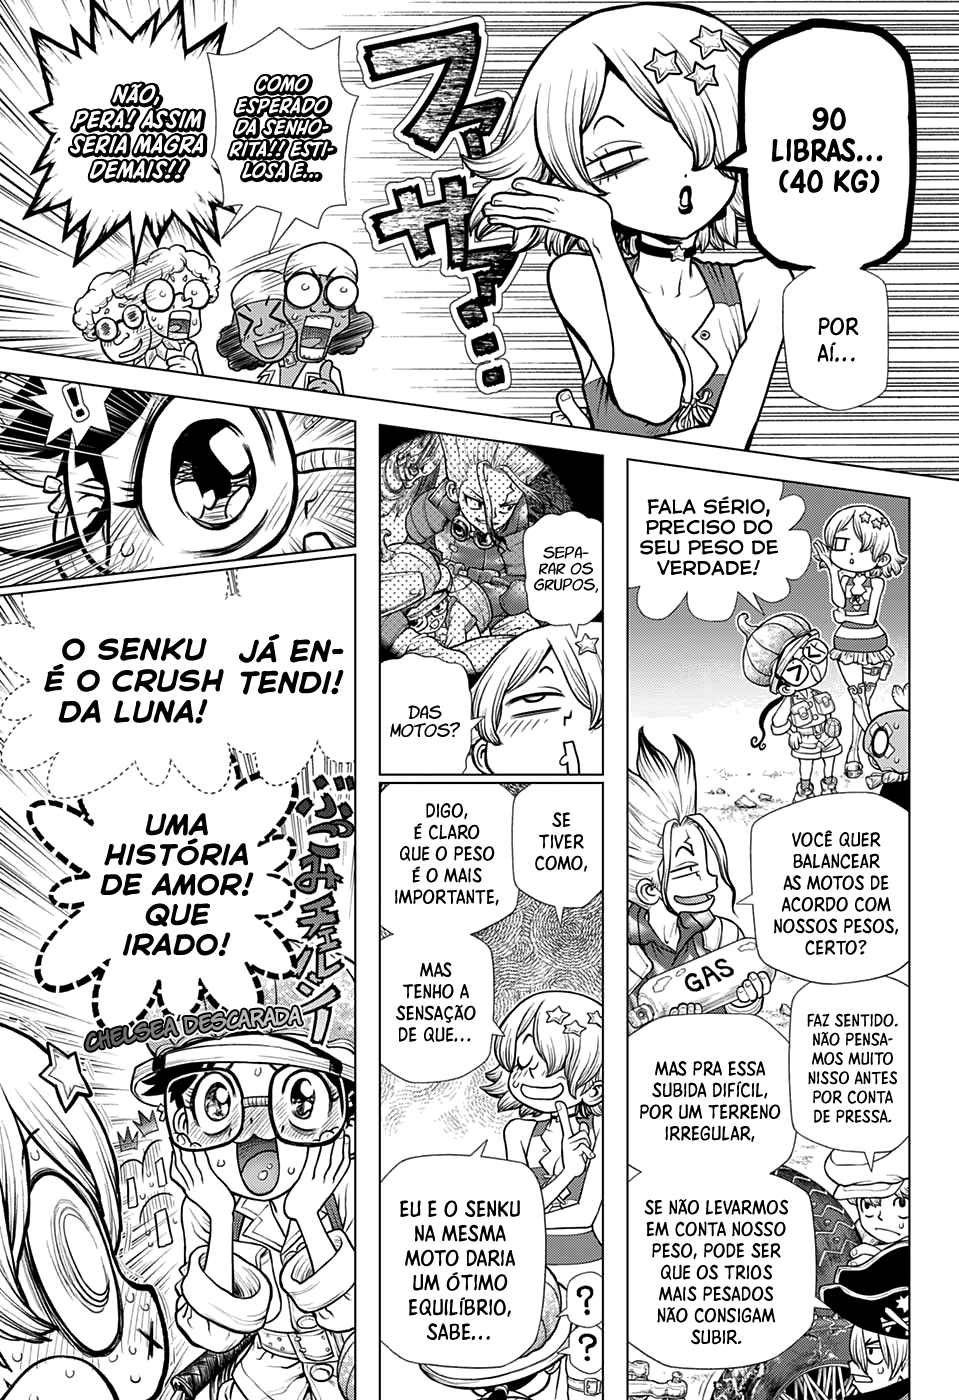 90
LIBRAS...
(40 KG)
POR
AÍ...
COMO
ESPERADO
DA SENHO-
RITA!! ESTI-
LOSA E...
NÃO,
PERA! ASSIM
SERIA MAGRA
DEMAIS!!
FALA SÉRIO,
PRECISO DO
SEU PESO DE
VERDADE!
VOCÊ QUER
BALANCEAR
AS MOTOS DE
ACORDO COM
NOSSOS PESOS,
CERTO?
GAS
FAZ SENTIDO.
NÃO PENSA-
MOS MUITO
NISSO ANTES
POR CONTA
DE PRESSA.
MAS PRA ESSA
SUBIDA DIFÍCIL,
POR UM TERRENO
IRREGULAR,
SE NÃO LEVARMOS
EM CONTA NOSSO
PESO, PODE SER
QUE OS TRIOS
MAIS PESADOS
NÃO CONSIGAM
SUBIR.
SEPA-
RAR OS
GRUPOS,
DAS
MOTOS?
SE
TIVER
COMO,
DIGO,
É CLARO
QUE O PESO
É O MAIS
IMPORTANTE,
MAS
TENHO A
SENSAÇÃO
DE QUE...
EU E O SENKU
NA MESMA
MOTO DARIA
UM ÓTIMO
EQUILÍBRIO,
SABE...
?
?
!
JÁ EN-
TENDI!
O SENKU
É O CRUSH
DA LUNA!
UMA
HISTÓRIA
DE AMOR!
QUE
IRADO!
CHELSEA DESCARADA